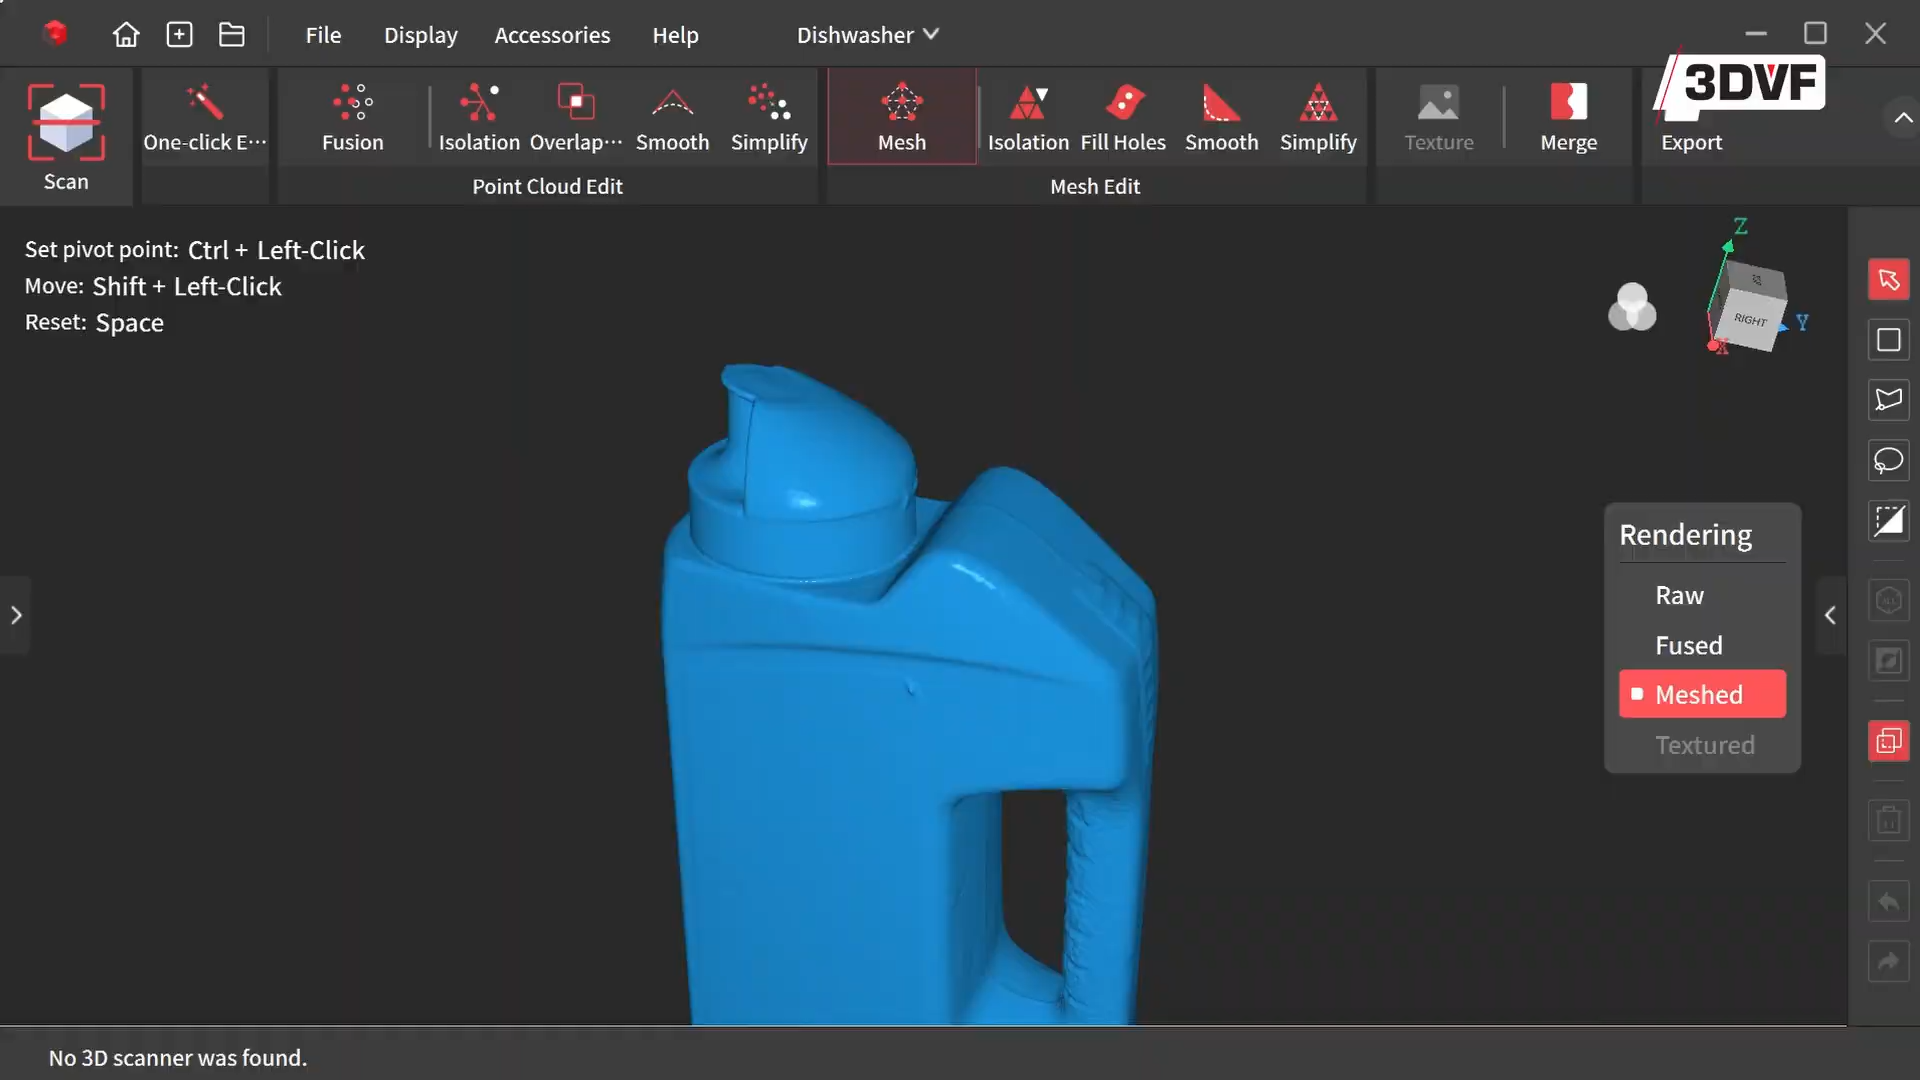 File Display Accessories Help Dishwasher
3DVF
Scan
One-click E···
Fusion Isolation Overlap··· Smooth Simplify
Point Cloud Edit
Mesh Isolation Fill Holes Smooth Simplify
Mesh Edit
Texture Merge Export
Set pivot point: Ctrl + Left-Click
Move: Shift + Left-Click
Reset: Space
Z
RIGHT
Y
X
Rendering
Raw
Fused
Meshed
Textured
No 3D scanner was found.